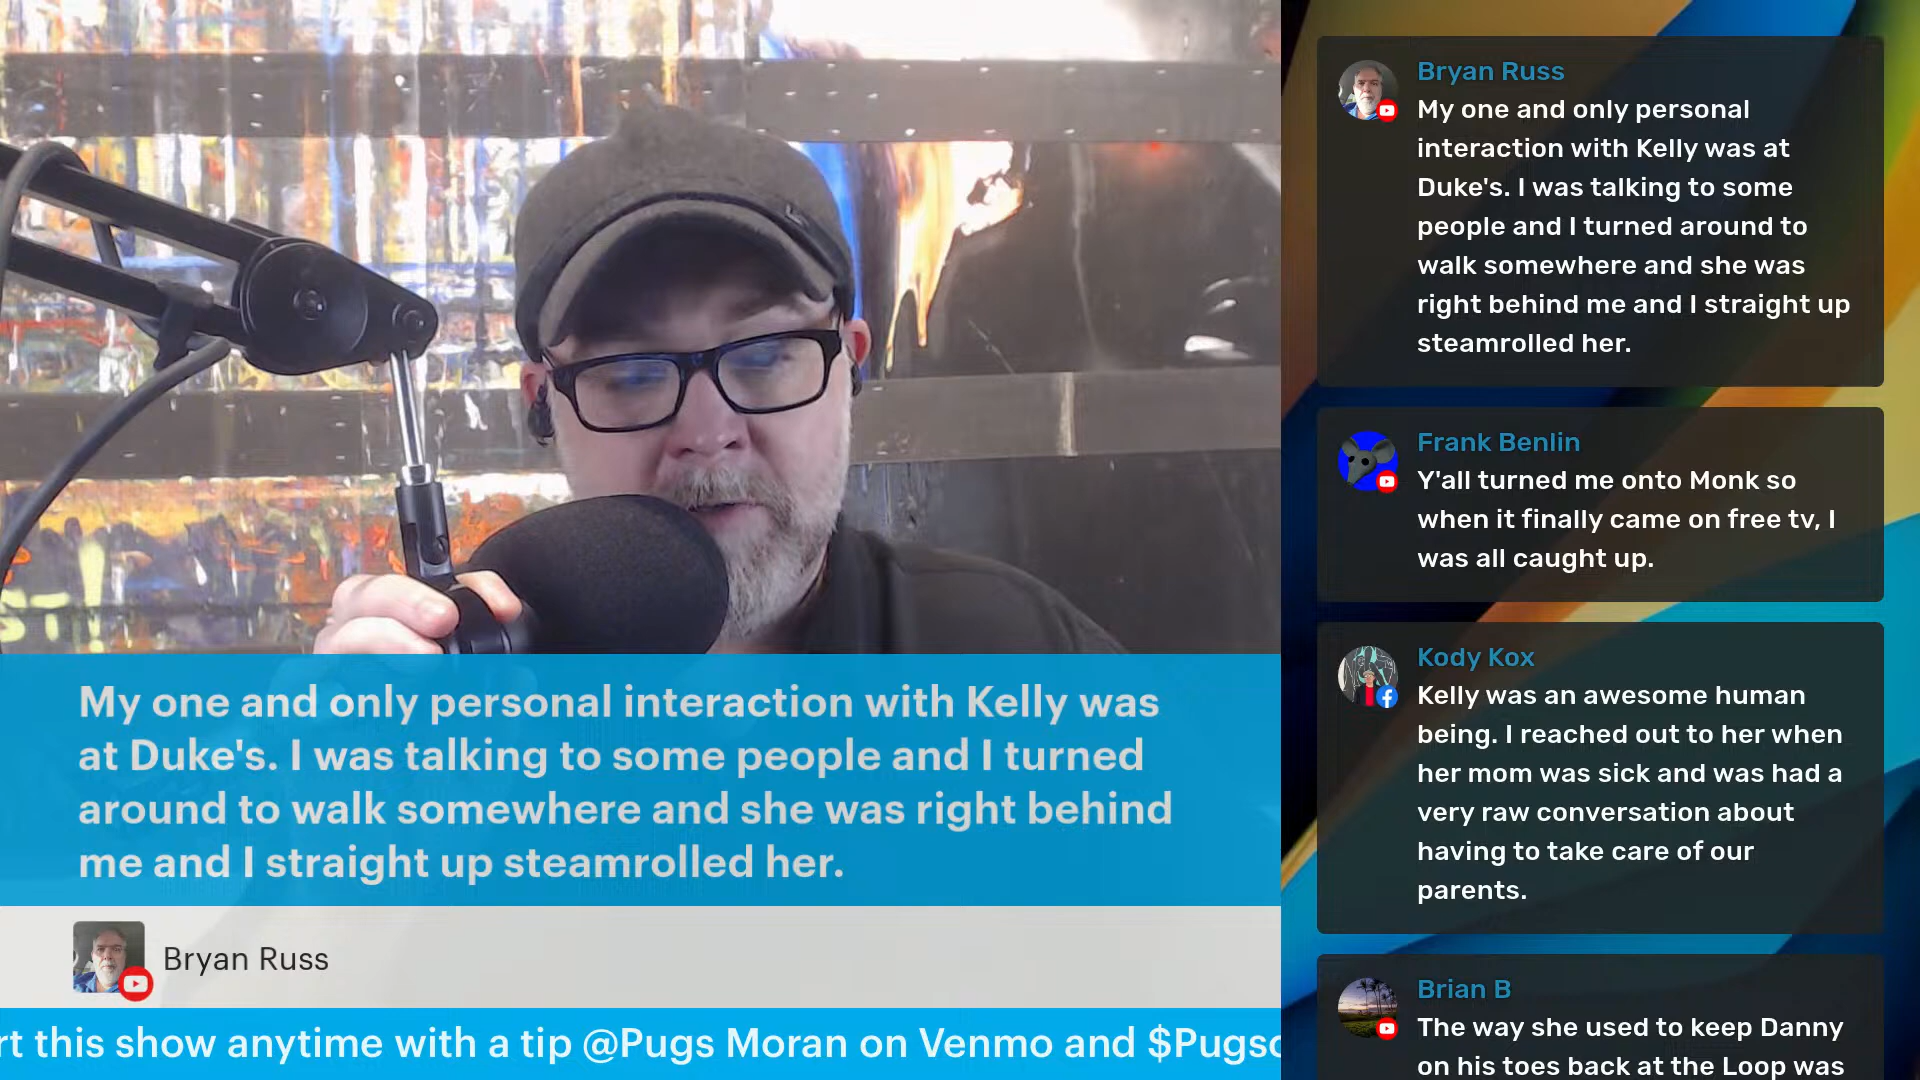 My one and only personal interaction with Kelly was
at Duke's. I was talking to some people and I turned
around to walk somewhere and she was right behind
me and I straight up steamrolled her.
Bryan Russ
rt this show anytime with a tip @Pugs Moran on Venmo and $Pugsc
Bryan Russ
My one and only personal
interaction with Kelly was at
Duke's. I was talking to some
people and I turned around to
walk somewhere and she was
right behind me and I straight up
steamrolled her.
Frank Benlin
Y'all turned me onto Monk so
when it finally came on free tv, I
was all caught up.
Kody Kox
Kelly was an awesome human
being. I reached out to her when
her mom was sick and was had a
very raw conversation about
having to take care of our
parents.
Brian B
The way she used to keep Danny
on his toes back at the Loop was